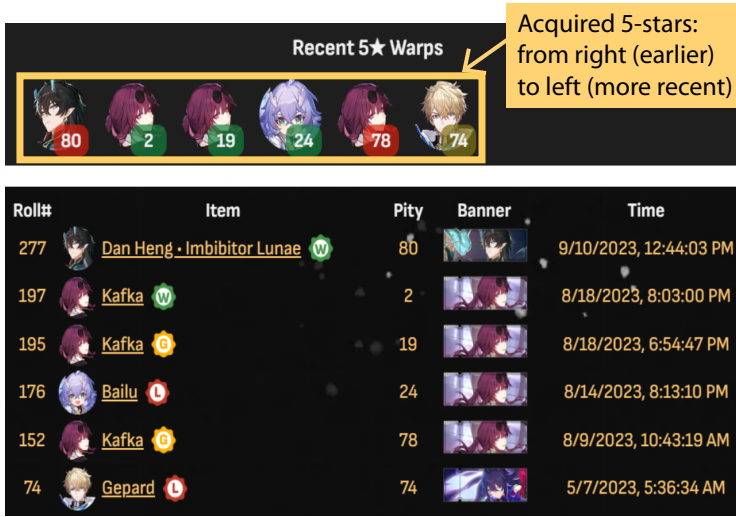 Acquired 5-stars:
from right (earlier)
to left (more recent)
Recent 5★ Warps
80 2 19 24 78 74
Roll# Item Pity Banner Time
277 Dan Heng • Imbibitor Lunae W 80 9/10/2023, 12:44:03 PM
197 Kafka W 2 8/18/2023, 8:03:00 PM
195 Kafka G 19 8/18/2023, 6:54:47 PM
176 Bailu L 24 8/14/2023, 8:13:10 PM
152 Kafka G 78 8/9/2023, 10:43:19 AM
74 Gepard L 74 5/7/2023, 5:36:34 AM